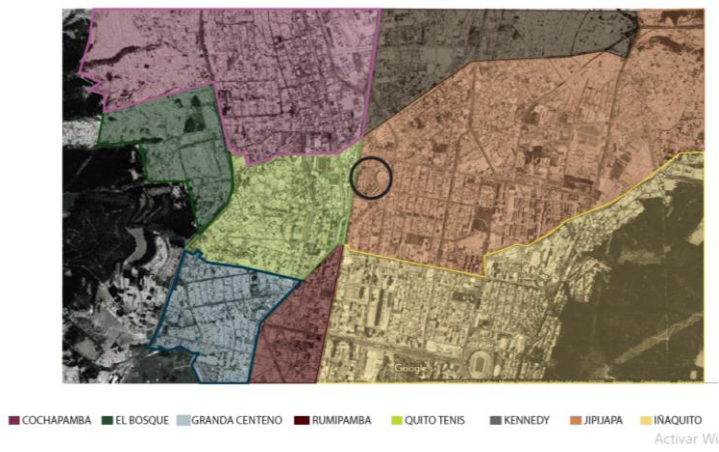 Google
COCHAPAMBA EL BOSQUE GRANDA CENTENO RUMIPAMBA QUITO TENIS KENNEDY JIPIJAPA IÑAQUITO
Activar Wi